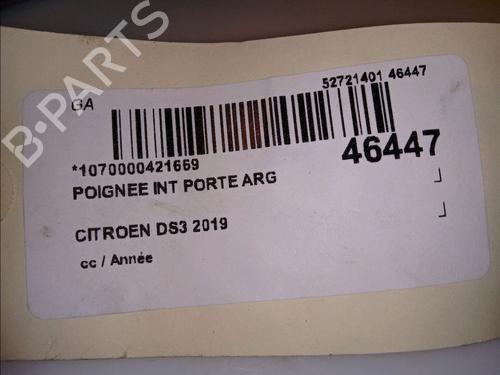 GA
52721401 46447
*1070000421669
46447
POIGNEE INT PORTE ARG
CITROEN DS3 2019
cc / Année
B-PARTS